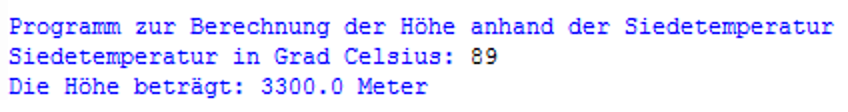 Programm zur Berechnung der Höhe anhand der Siedetemperatur
Siedetemperatur in Grad Celsius: 89
Die Höhe beträgt: 3300.0 Meter